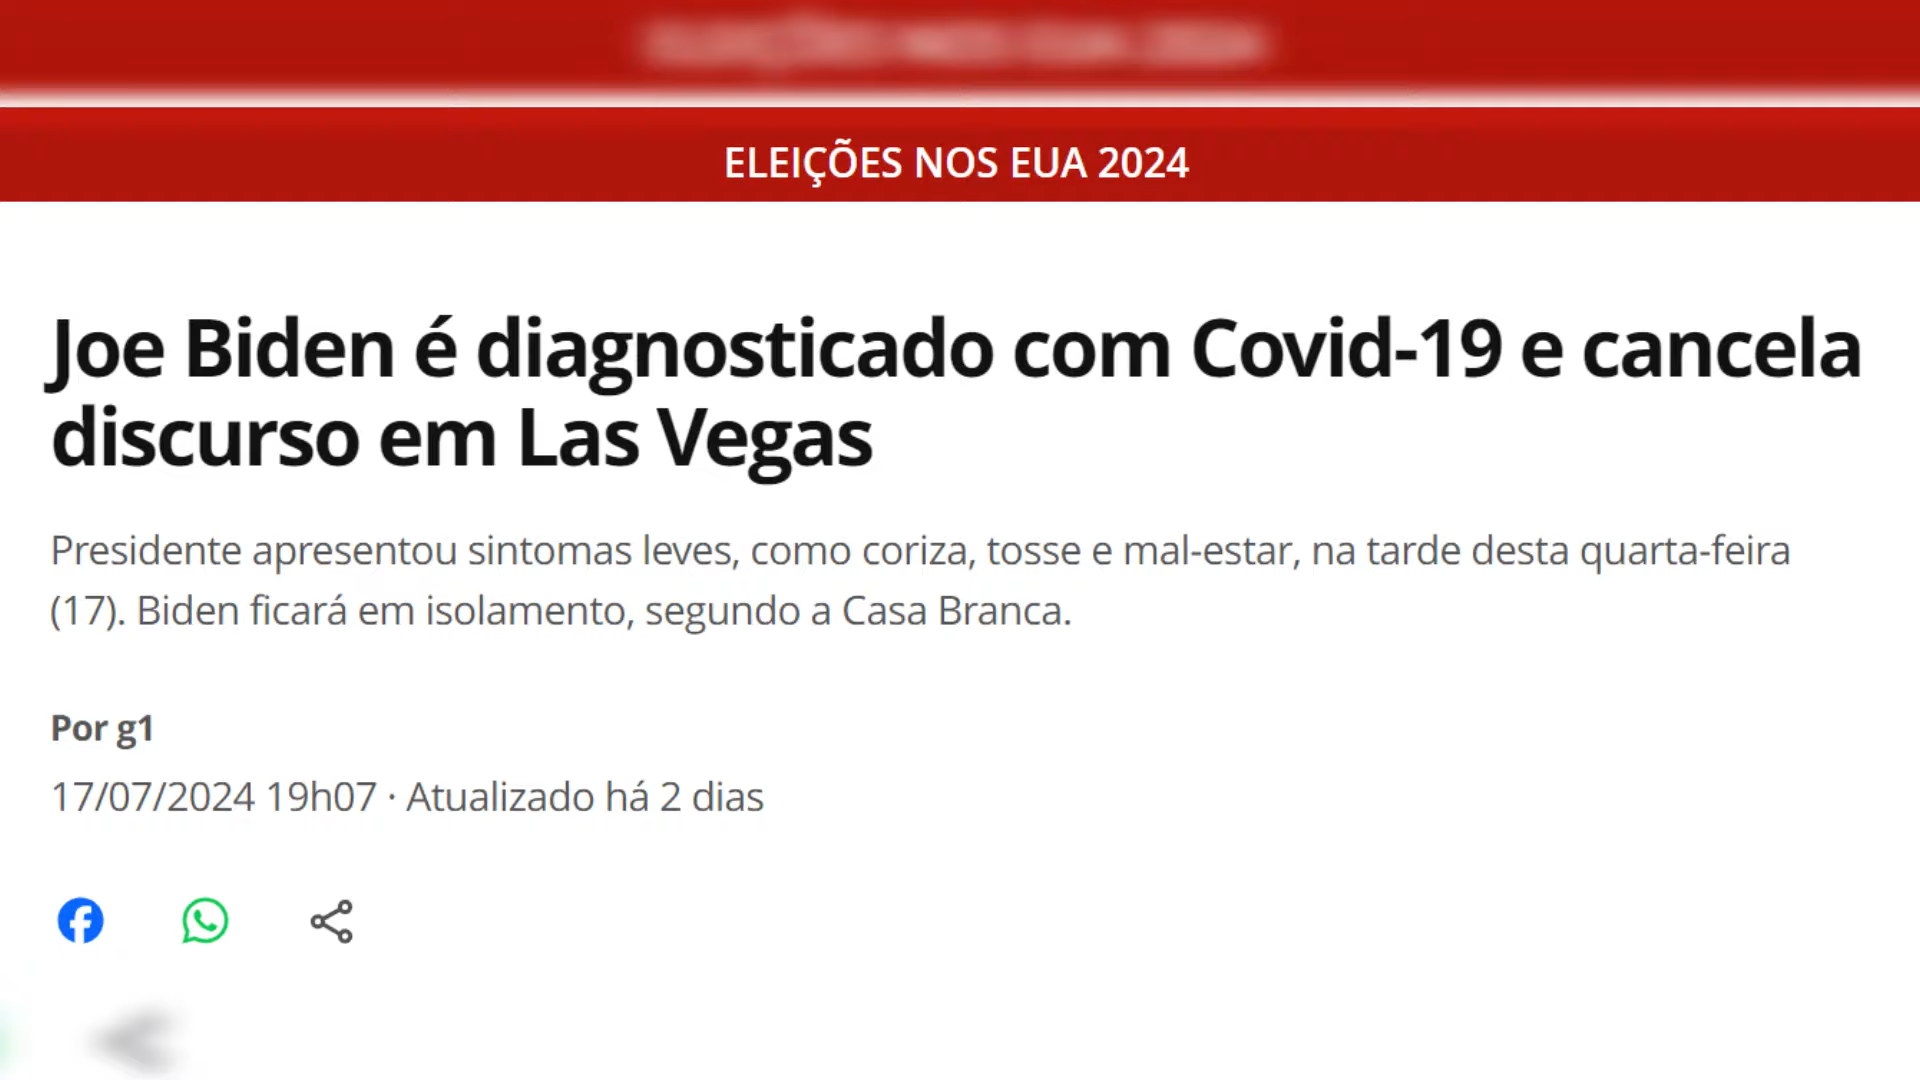 ELEIÇÕES NOS EUA 2024
Joe Biden é diagnosticado com Covid-19 e cancela
discurso em Las Vegas
Presidente apresentou sintomas leves, como coriza, tosse e mal-estar, na tarde desta quarta-feira
(17). Biden ficará em isolamento, segundo a Casa Branca.
Por g1
17/07/2024 19h07 · Atualizado há 2 dias